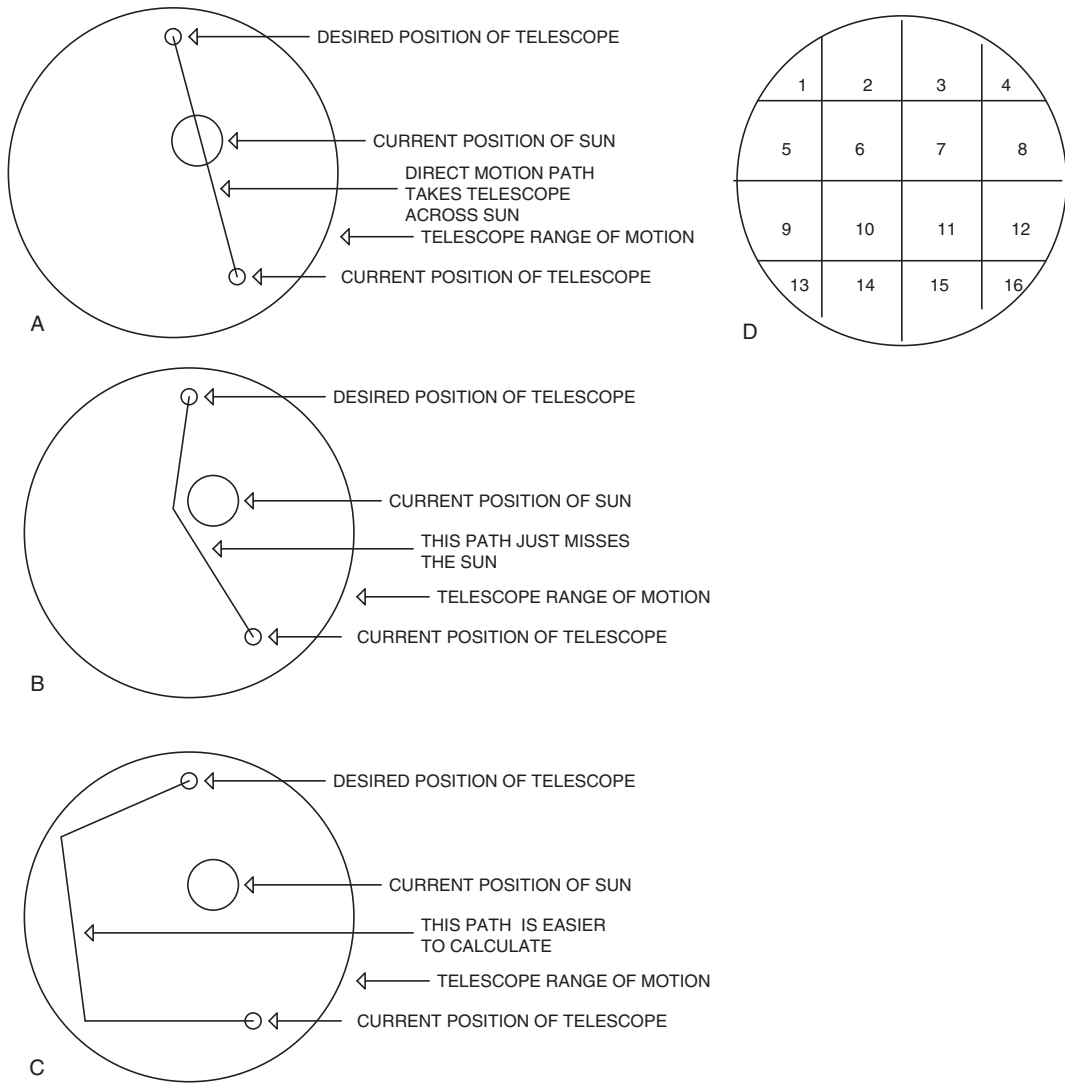 DESIRED POSITION OF TELESCOPE
CURRENT POSITION OF SUN
DIRECT MOTION PATH
TAKES TELESCOPE
ACROSS SUN
TELESCOPE RANGE OF MOTION
CURRENT POSITION OF TELESCOPE
A
1 2 3 4
5 6 7 8
9 10 11 12
13 14 15 16
D
DESIRED POSITION OF TELESCOPE
CURRENT POSITION OF SUN
THIS PATH JUST MISSES
THE SUN
TELESCOPE RANGE OF MOTION
CURRENT POSITION OF TELESCOPE
B
DESIRED POSITION OF TELESCOPE
CURRENT POSITION OF SUN
THIS PATH IS EASIER
TO CALCULATE
TELESCOPE RANGE OF MOTION
CURRENT POSITION OF TELESCOPE
C